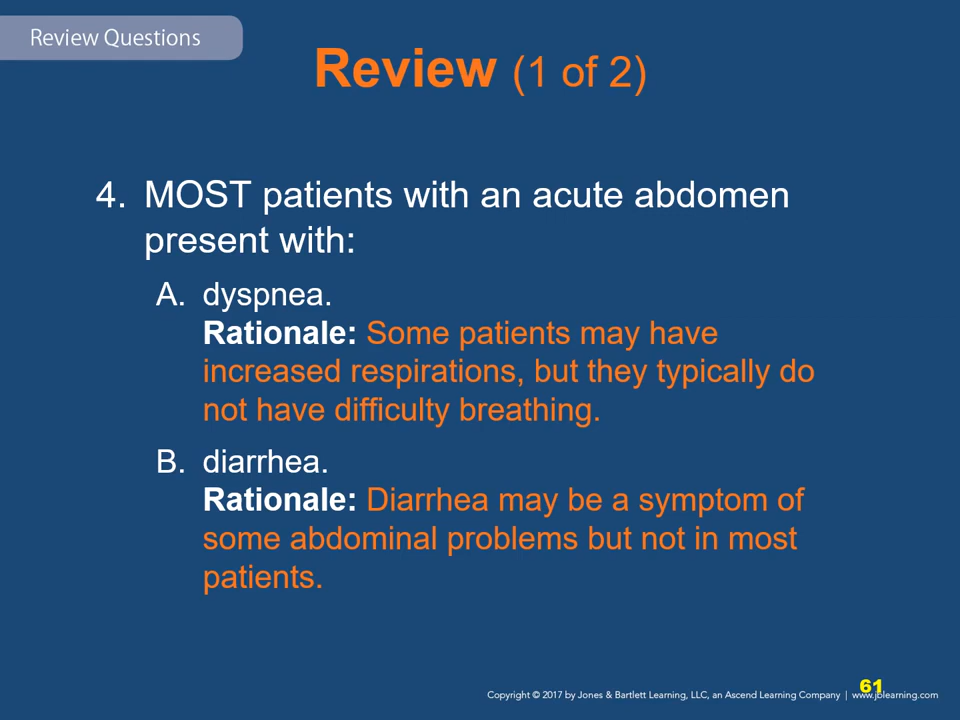 Review Questions
Review (1 of 2)
4. MOST patients with an acute abdomen
present with:
A. dyspnea.
Rationale: Some patients may have
increased respirations, but they typically do
not have difficulty breathing.
B. diarrhea.
Rationale: Diarrhea may be a symptom of
some abdominal problems but not in most
patients.
61
Copyright © 2017 by Jones & Bartlett Learning, LLC, an Ascend Learning Company | www.jblearning.com